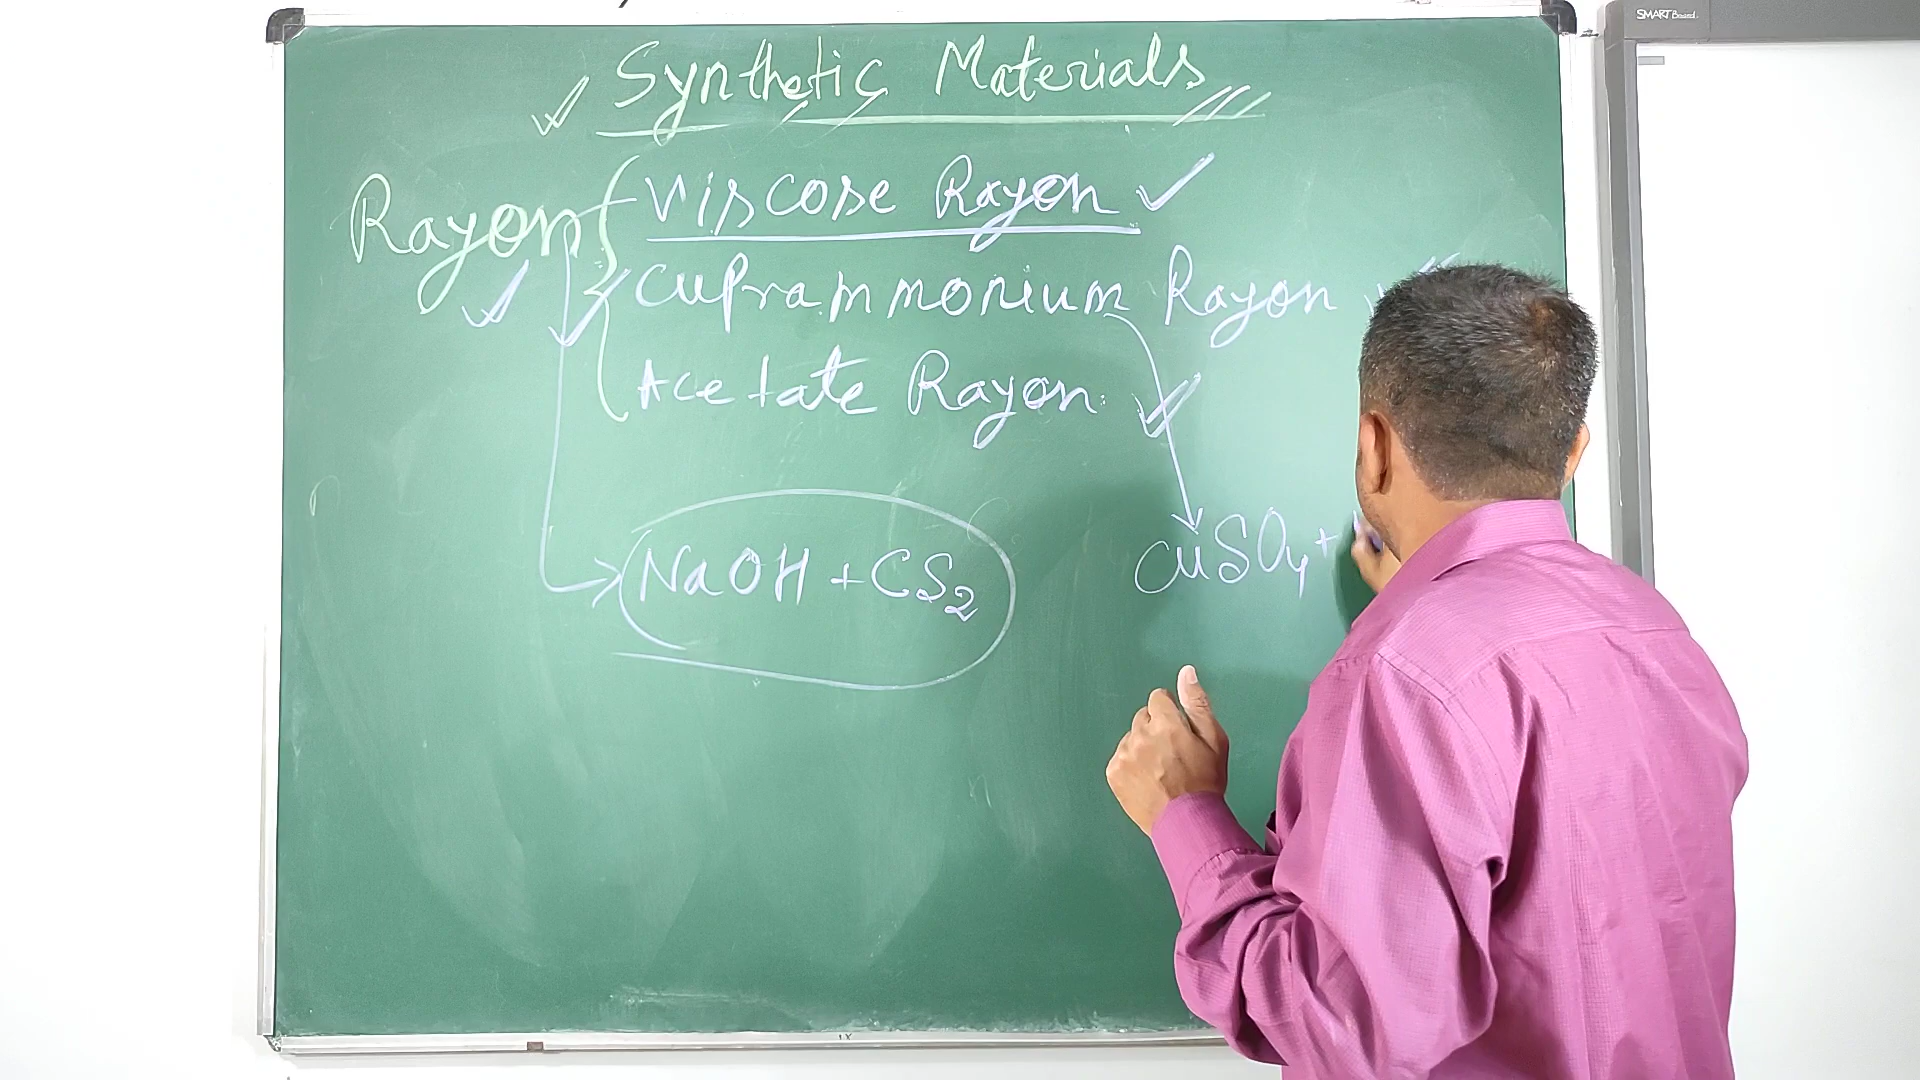 Synthetic Materials
Rayon
Viscose Rayon
Cuprammonium Rayon
Acetate Rayon
NaOH + CS2
CuSO4 +
SMART Board